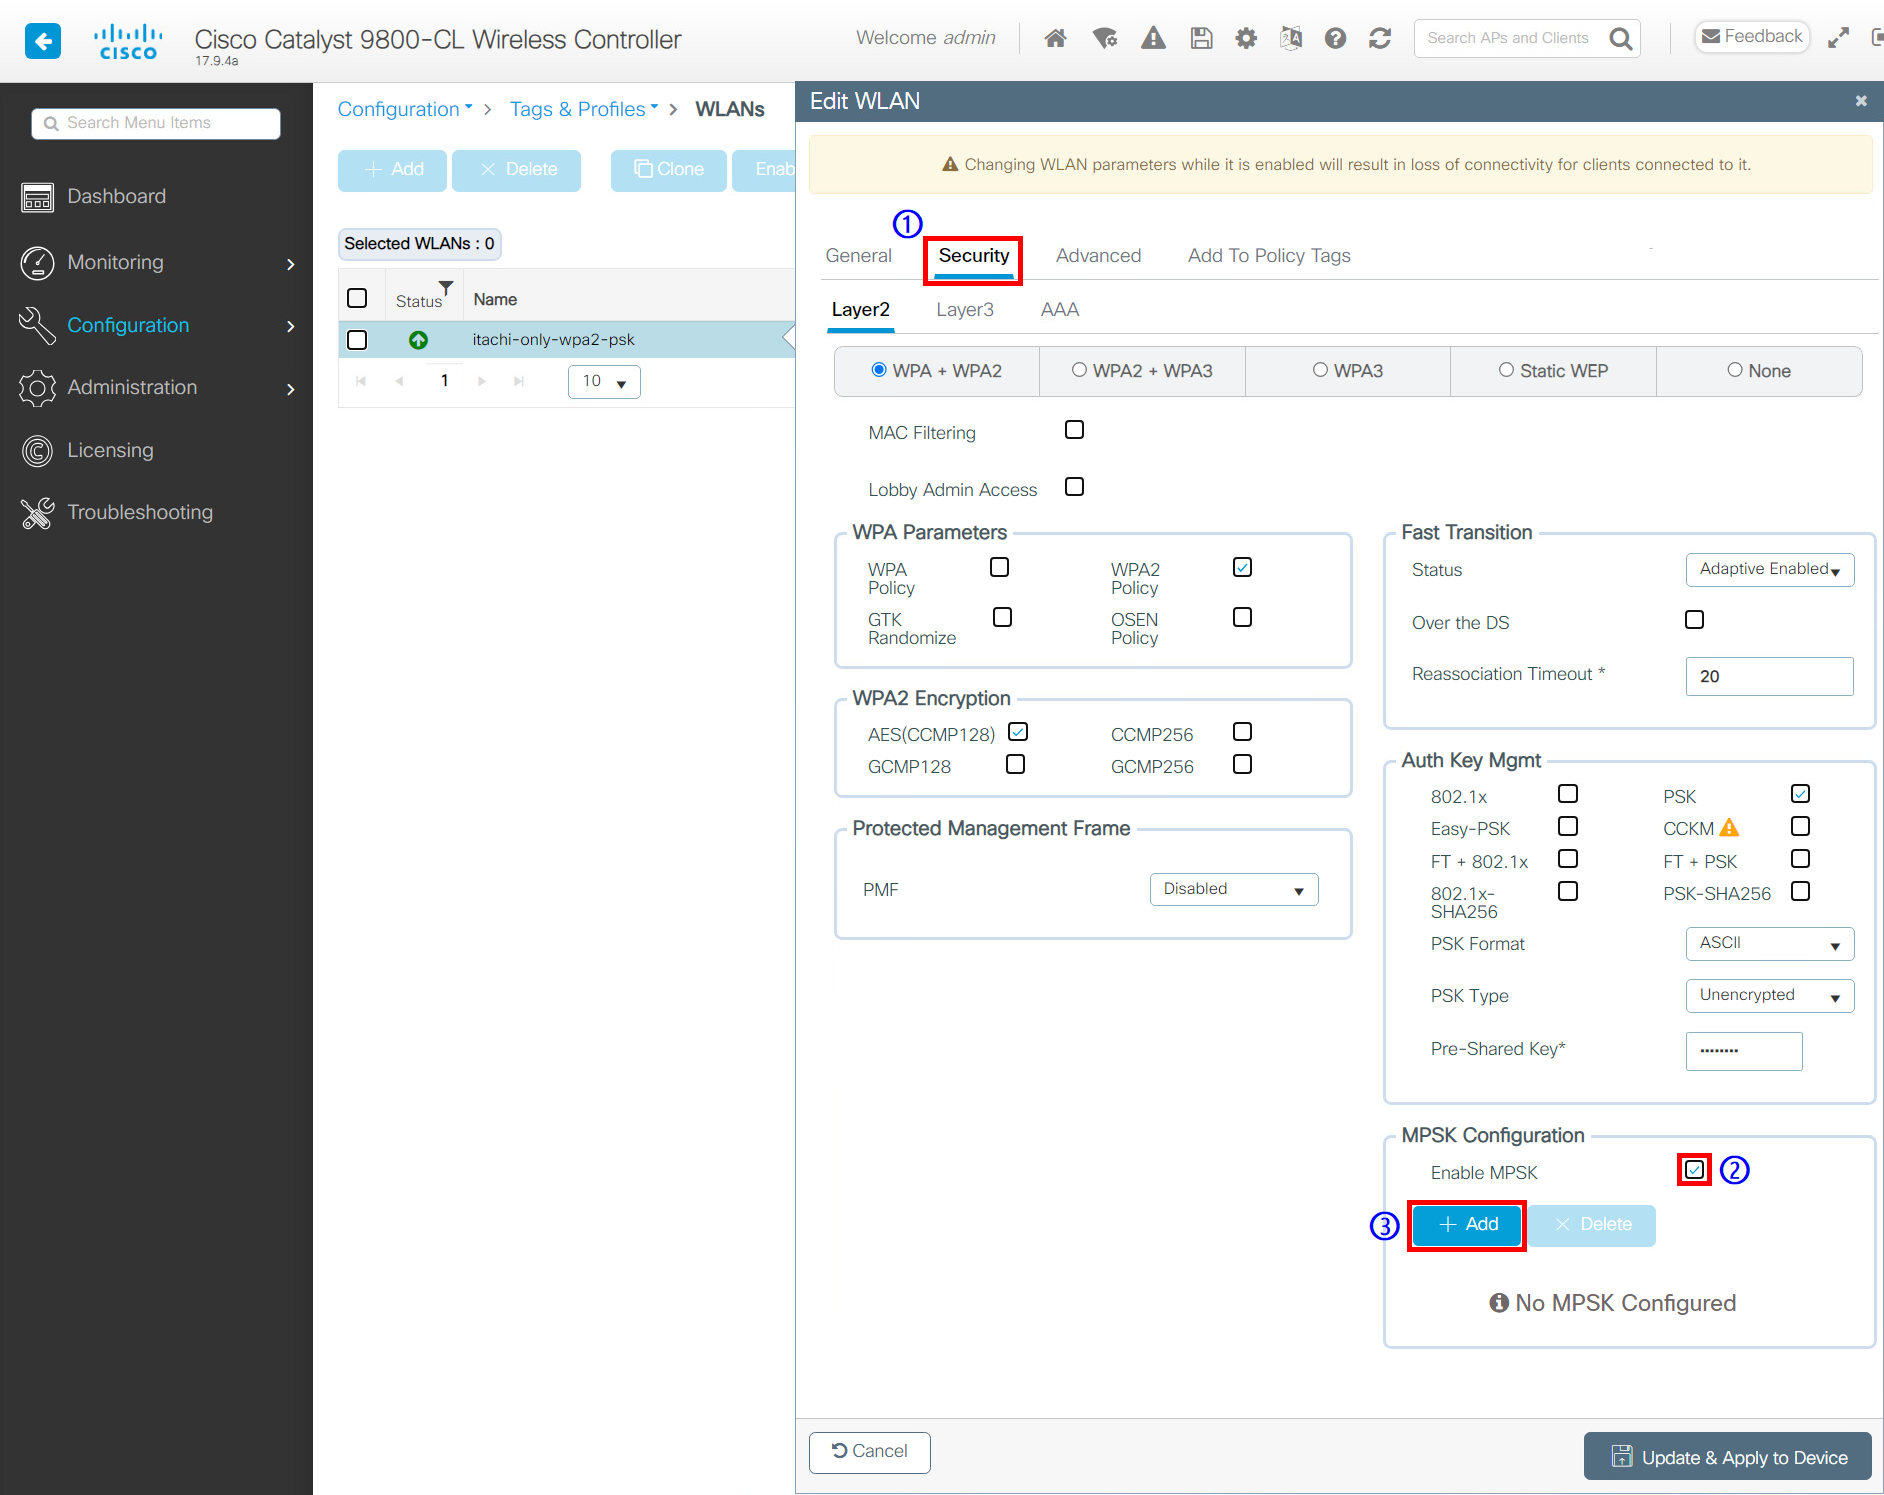 CISCO
Cisco Catalyst 9800-CL Wireless Controller
17.9.4a
Welcome admin
Search APs and Clients
Feedback
Search Menu Items
Dashboard
Monitoring
Configuration
Administration
Licensing
Troubleshooting
Configuration > Tags & Profiles > WLANs
Add
Delete
Clone
Enab
Selected WLANs : 0
Status Name
itachi-only-wpa2-psk
1
10
Edit WLAN
Changing WLAN parameters while it is enabled will result in loss of connectivity for clients connected to it.
①
General Security Advanced Add To Policy Tags
Layer2 Layer3 AAA
WPA + WPA2
WPA2 + WPA3
WPA3
Static WEP
None
MAC Filtering
Lobby Admin Access
WPA Parameters
WPA
Policy
WPA2
Policy
GTK
Randomize
OSEN
Policy
WPA2 Encryption
AES(CCMP128)
CCMP256
GCMP128
GCMP256
Protected Management Frame
PMF
Disabled
Fast Transition
Status
Adaptive Enabled
Over the DS
Reassociation Timeout *
20
Auth Key Mgmt
802.1x
PSK
Easy-PSK
CCKM
FT + 802.1x
FT + PSK
802.1x-
SHA256
PSK-SHA256
PSK Format
ASCII
PSK Type
Unencrypted
Pre-Shared Key*
········
MPSK Configuration
Enable MPSK
②
③
Add
Delete
No MPSK Configured
Cancel
Update & Apply to Device